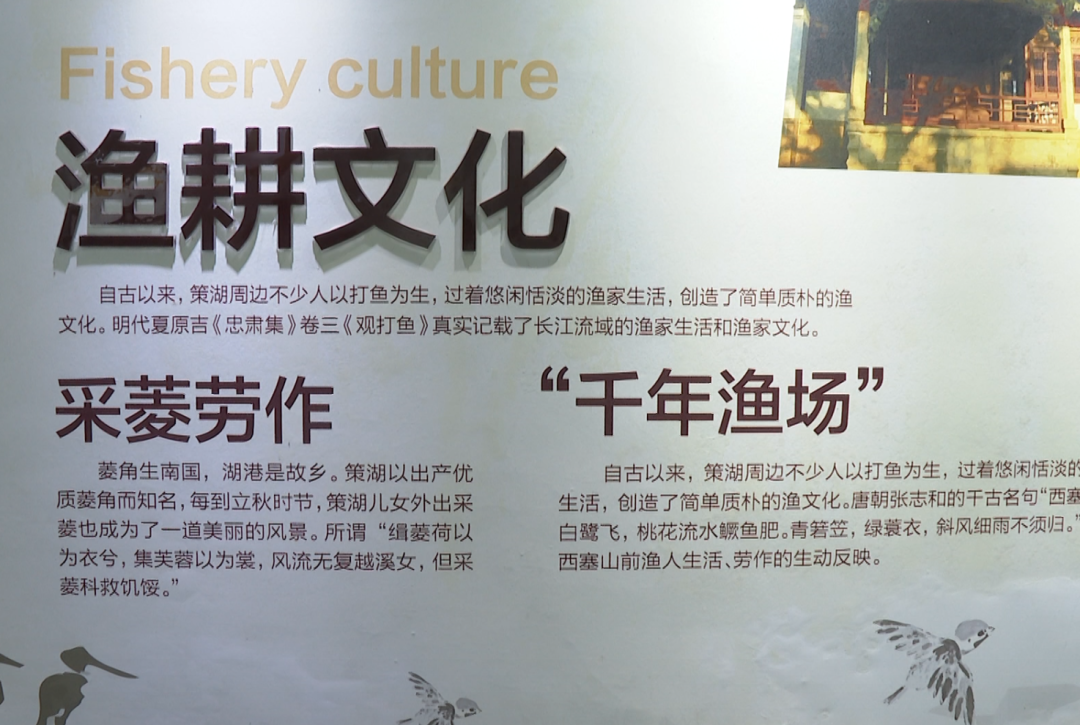 Fishery culture
渔耕文化
自古以来，策湖周边不少人以打鱼为生，过着悠闲恬淡的渔家生活，创造了简单质朴的渔
文化。明代夏原吉《忠肃集》卷三《观打鱼》真实记载了长江流域的渔家生活和渔家文化。
采菱劳作
菱角生南国，湖港是故乡。策湖以出产优
质菱角而知名，每到立秋时节，策湖儿女外出采
菱也成为了一道美丽的风景。所谓“缉菱荷以
为衣兮，集芙蓉以为裳，风流无复越溪女，但采
菱科救饥馁。”
“千年渔场”
自古以来，策湖周边不少人以打鱼为生，过着悠闲恬淡的
生活，创造了简单质朴的渔文化。唐朝张志和的千古名句“西塞
白鹭飞，桃花流水鳜鱼肥。青箬笠，绿蓑衣，斜风细雨不须归。”
西塞山前渔人生活、劳作的生动反映。